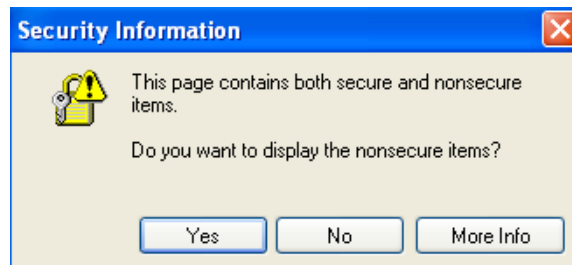 Security Information
This page contains both secure and nonsecure
items.
Do you want to display the nonsecure items?
Yes No More Info